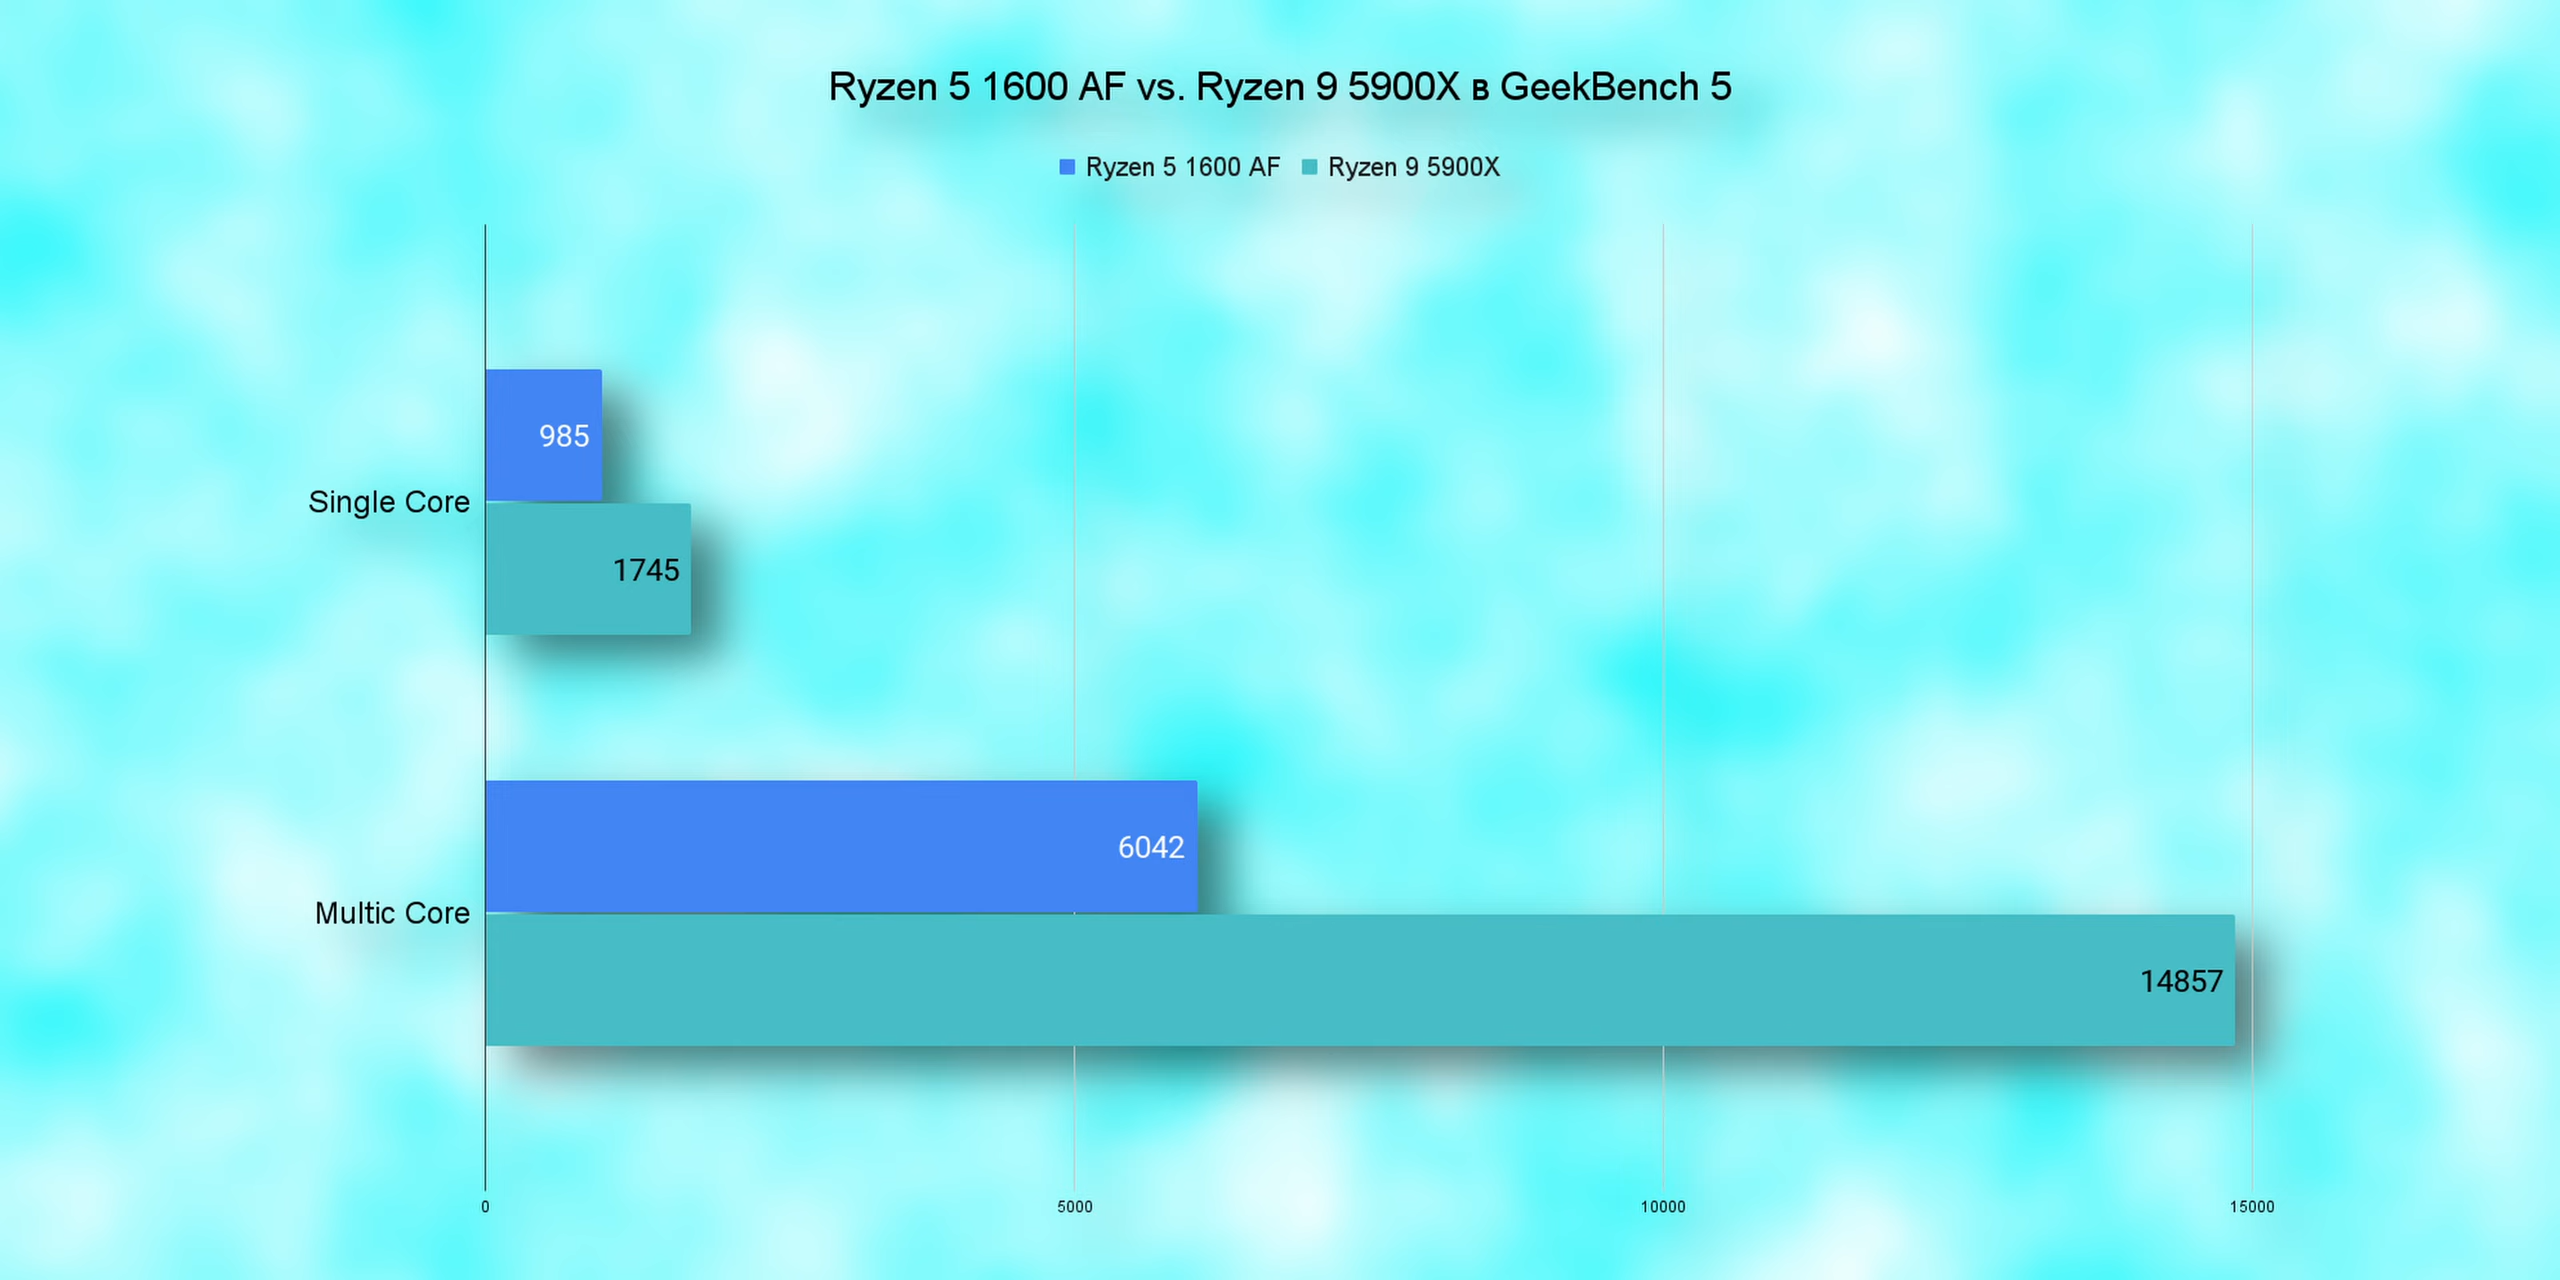 Ryzen 5 1600 AF vs. Ryzen 9 5900X в GeekBench 5
Ryzen 5 1600 AF Ryzen 9 5900X
985
Single Core
1745
6042
Multic Core
14857
0 5000 10000 15000